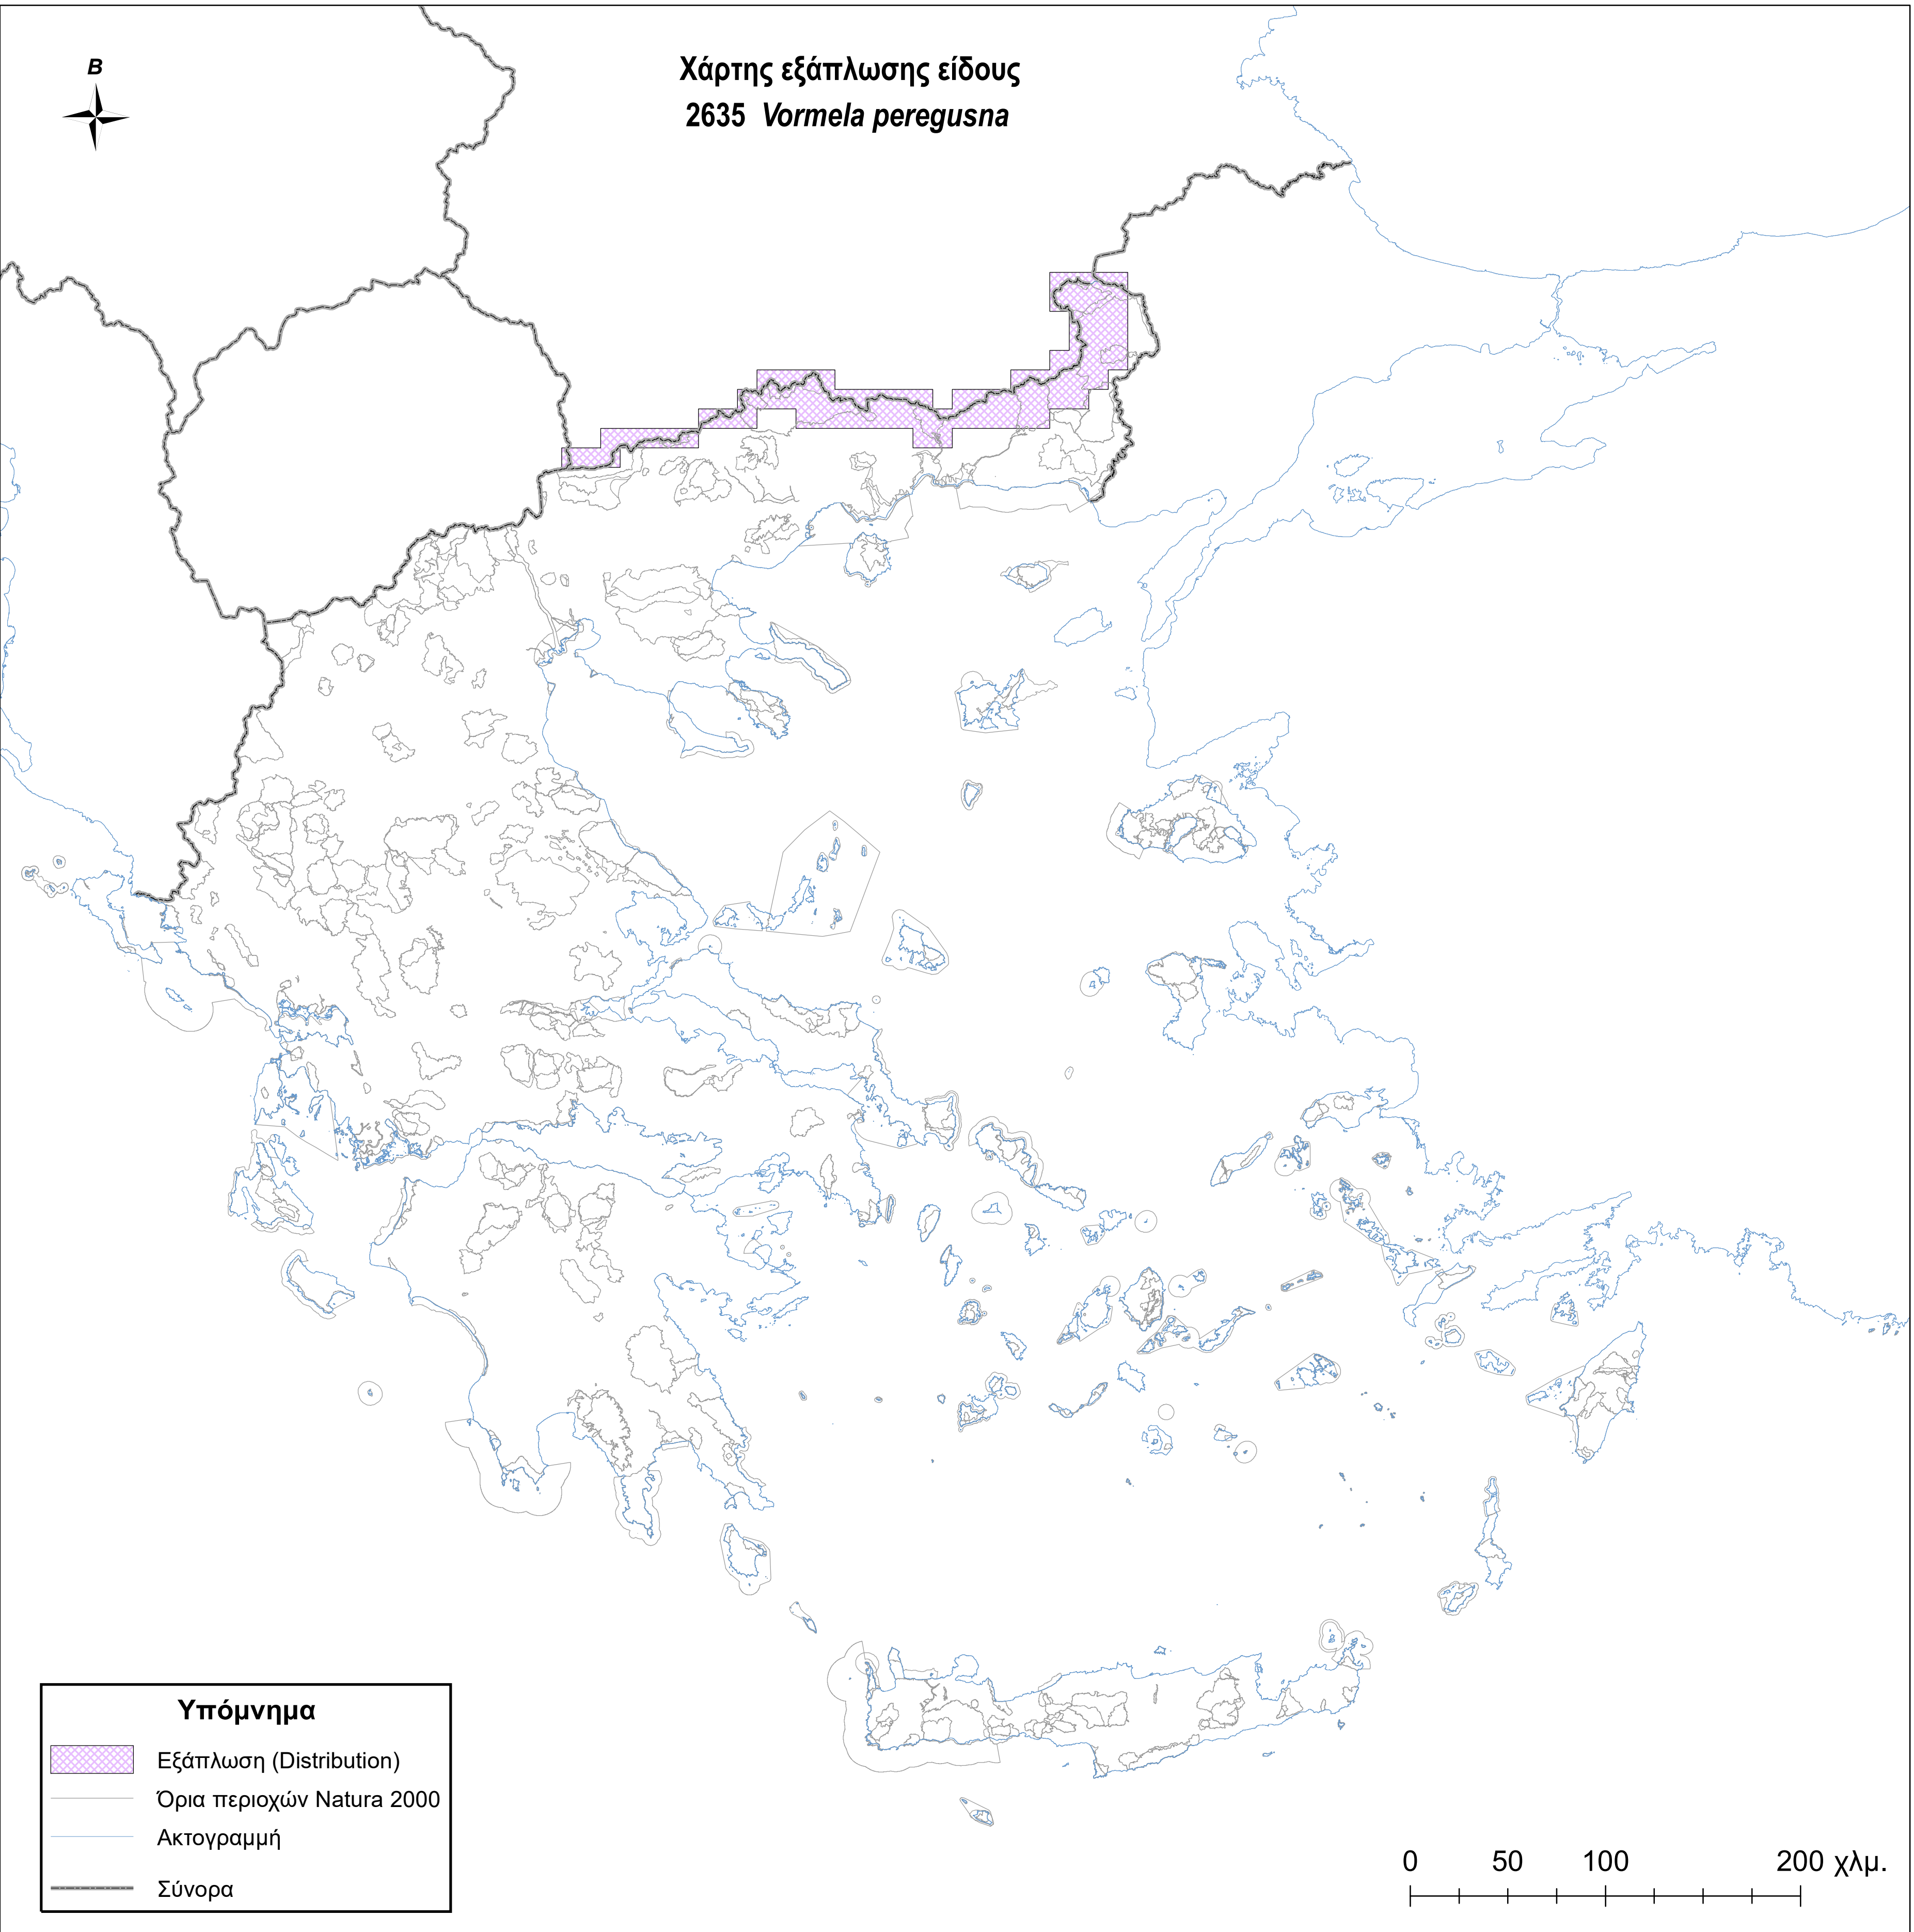 B
Χάρτης εξάπλωσης είδους
2635 Vormela peregusna
Υπόμνημα
Εξάπλωση (Distribution)
Όρια περιοχών Natura 2000
Ακτογραμμή
Σύνορα
0 50 100 200 χλμ.